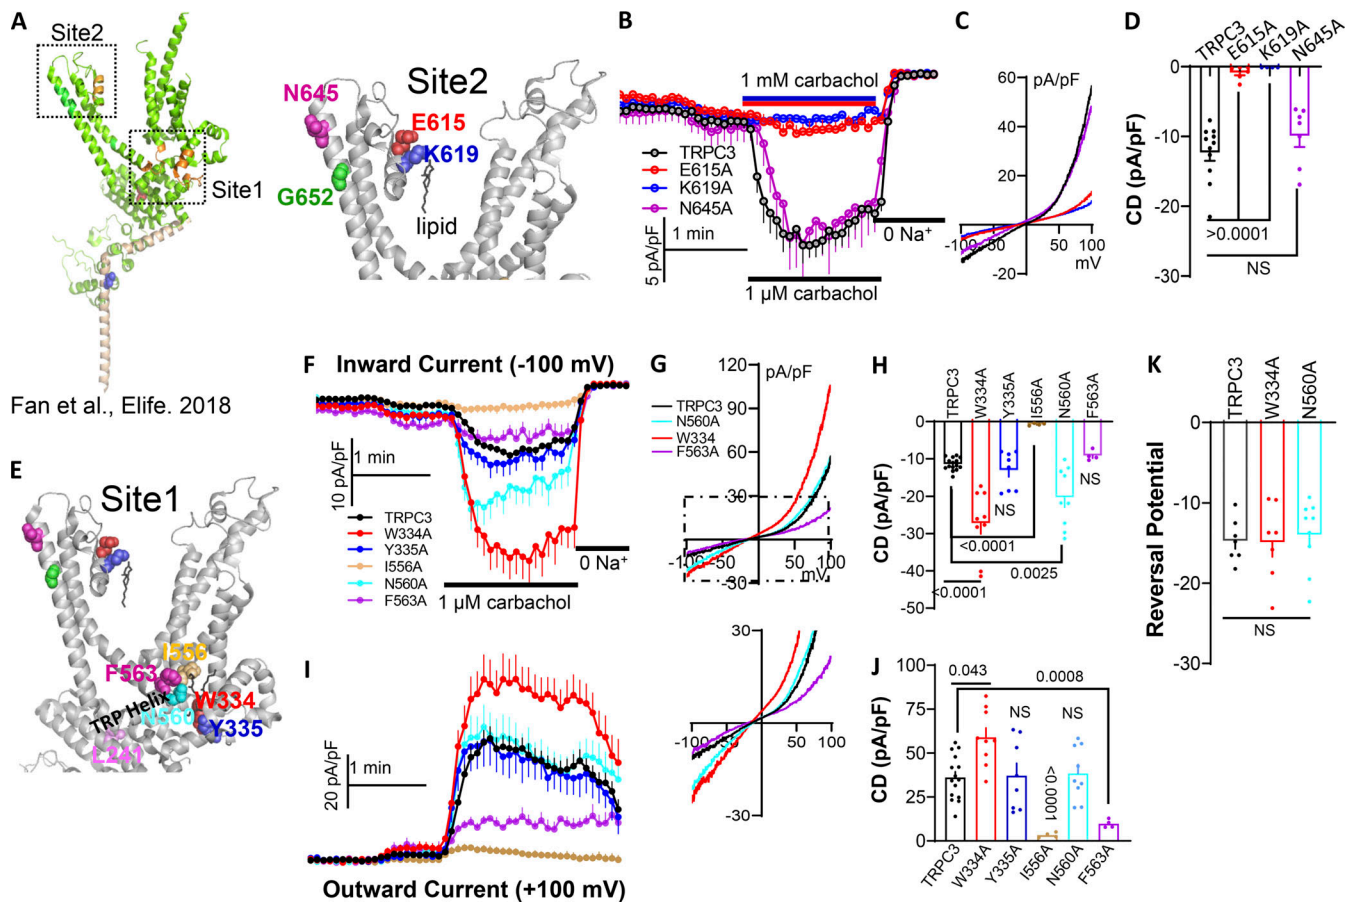 A
Site2
Site1
Fan et al., Elife. 2018
N645
Site2
E615
K619
G652
lipid
B
1 mM carbachol
TRPC3
E615A
K619A
N645A
1 min
5 pA/pF
0 Na⁺
1 µM carbachol
C
pA/pF
60
40
20
-100
-50
50
100
mV
-20
D
TRPC3
E615A
K619A
N645A
CD (pA/pF)
0
-10
-20
-30
>0.0001
NS
E
Site1
I556
F563
TRP Helix
N560
W334
Y335
L241
F
Inward Current (-100 mV)
1 min
10 pA/pF
TRPC3
W334A
Y335A
I556A
N560A
F563A
0 Na⁺
1 µM carbachol
G
120
pA/pF
90
60
30
-30
TRPC3
N560A
W334
F563A
-100
-50
50
100
mV
30
-100
-50
50
100
-30
H
TRPC3
W334A
Y335A
I556A
N560A
F563A
CD (pA/pF)
0
-10
-20
-30
-40
-50
NS
NS
<0.0001
0.0025
<0.0001
I
1 min
20 pA/pF
Outward Current (+100 mV)
J
CD (pA/pF)
100
75
50
25
0
0.043
0.0008
NS
NS
<0.0001
TRPC3
W334A
Y335A
I556A
N560A
F563A
K
TRPC3
W334A
N560A
Reversal Potential
0
-10
-20
-30
NS